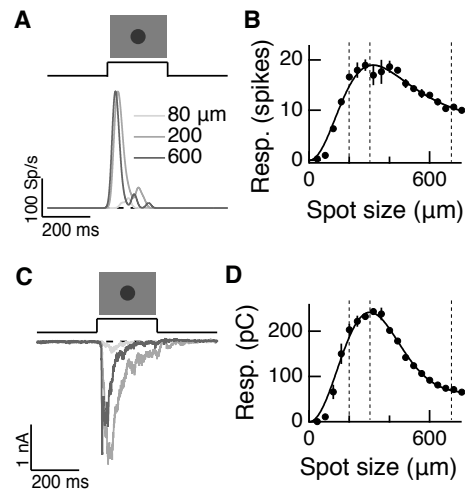 A
80 μm
200
600
100 Sp/s
200 ms
B
Resp. (spikes)
20
10
0
0
600
Spot size (μm)
C
1 nA
200 ms
D
Resp. (pC)
200
100
0
0
600
Spot size (μm)